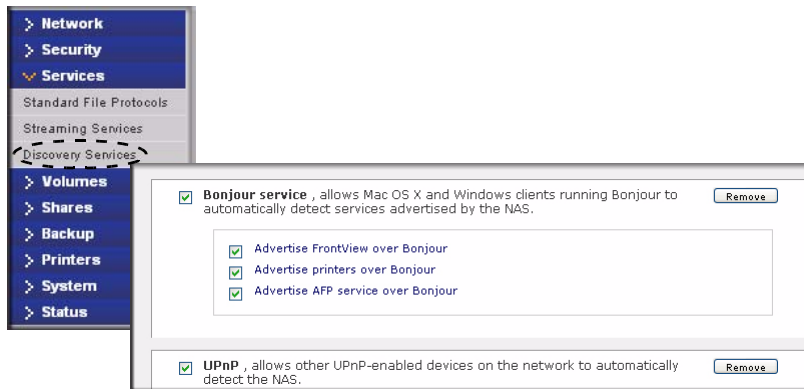 Network
Security
Services
Standard File Protocols
Streaming Services
Discovery Services
Volumes
Shares
Backup
Printers
System
Status
Bonjour service , allows Mac OS X and Windows clients running Bonjour to
automatically detect services advertised by the NAS.
Remove
Advertise FrontView over Bonjour
Advertise printers over Bonjour
Advertise AFP service over Bonjour
UPnP , allows other UPnP-enabled devices on the network to automatically
detect the NAS.
Remove